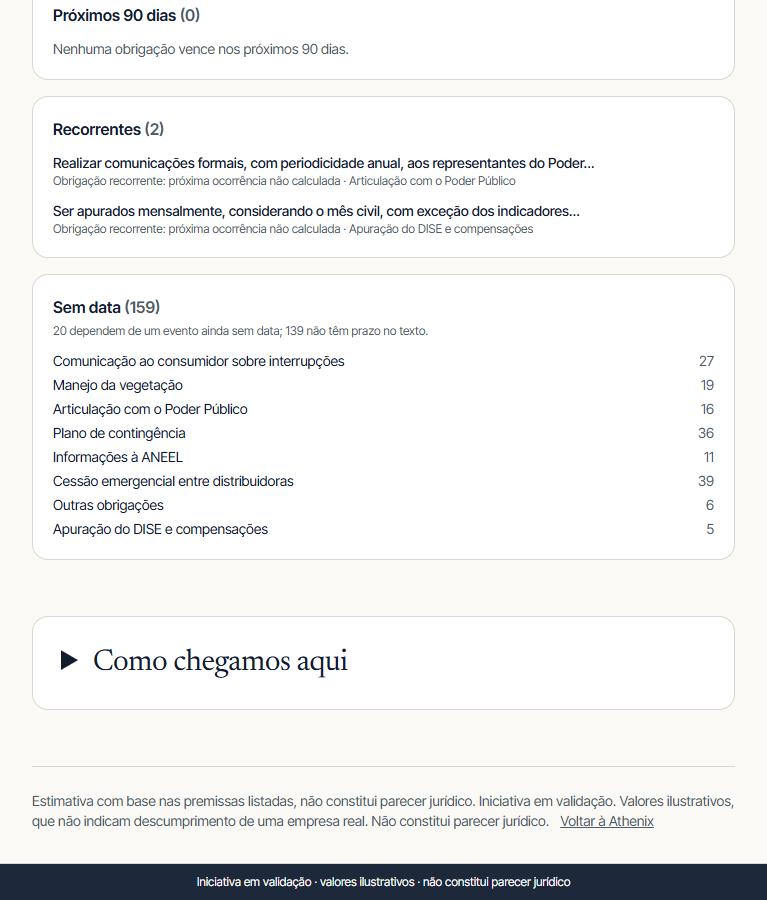 Próximos 90 dias (0)
Nenhuma obrigação vence nos próximos 90 dias.
Recorrentes (2)
Realizar comunicações formais, com periodicidade anual, aos representantes do Poder...
Obrigação recorrente: próxima ocorrência não calculada · Articulação com o Poder Público
Ser apurados mensalmente, considerando o mês civil, com exceção dos indicadores...
Obrigação recorrente: próxima ocorrência não calculada · Apuração do DISE e compensações
Sem data (159)
20 dependem de um evento ainda sem data; 139 não têm prazo no texto.
Comunicação ao consumidor sobre interrupções 27
Manejo da vegetação 19
Articulação com o Poder Público 16
Plano de contingência 36
Informações à ANEEL 11
Cessão emergencial entre distribuidoras 39
Outras obrigações 6
Apuração do DISE e compensações 5
Como chegamos aqui
Estimativa com base nas premissas listadas, não constitui parecer jurídico. Iniciativa em validação. Valores ilustrativos,
que não indicam descumprimento de uma empresa real. Não constitui parecer jurídico. Voltar à Athenix
Iniciativa em validação · valores ilustrativos · não constitui parecer jurídico